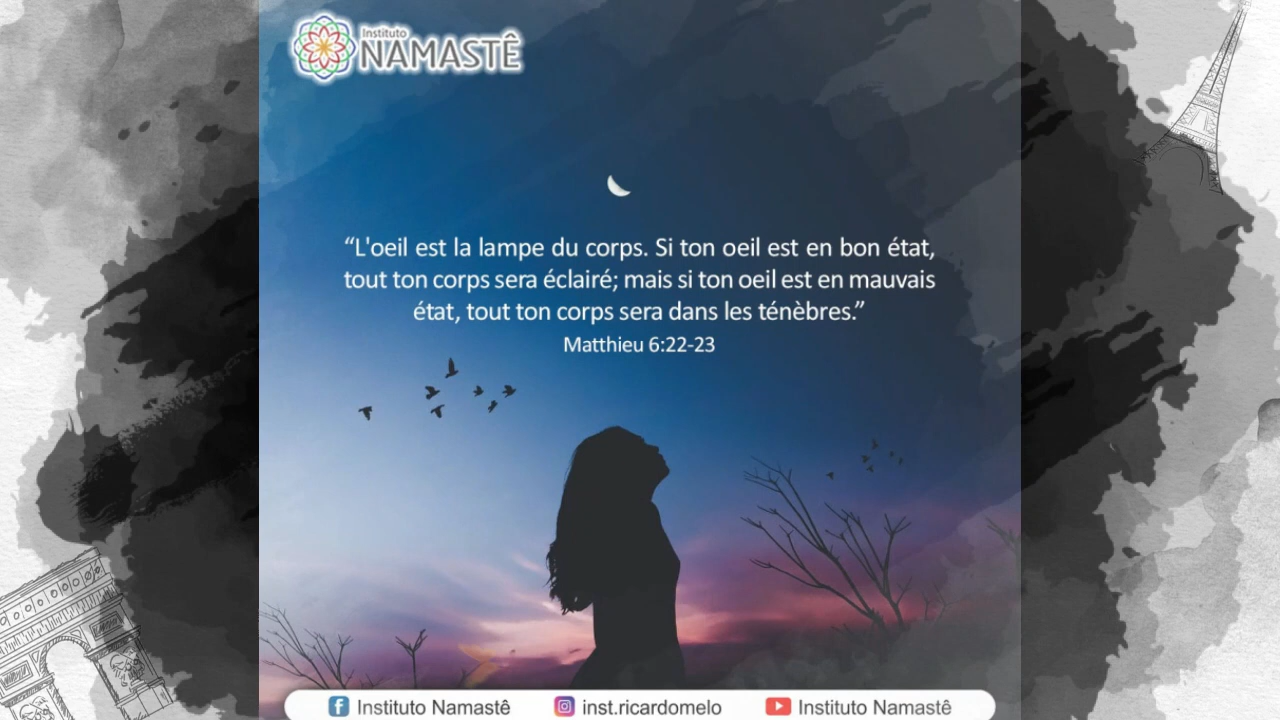 Instituto
NAMASTÊ
“L'oeil est la lampe du corps. Si ton oeil est en bon état,
tout ton corps sera éclairé; mais si ton oeil est en mauvais
état, tout ton corps sera dans les ténèbres.”
Matthieu 6:22-23
Instituto Namastê inst.ricardomelo Instituto Namastê